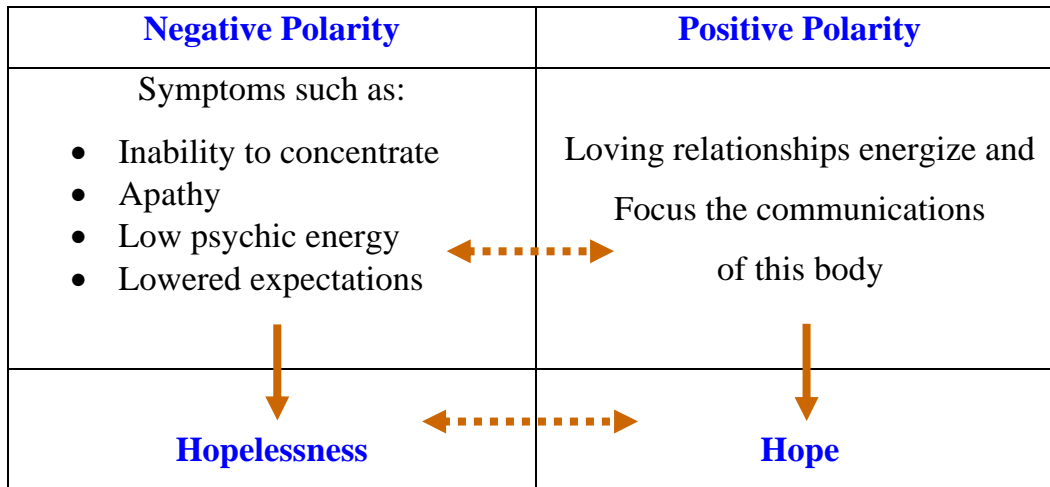 Negative Polarity
Positive Polarity
Symptoms such as:
• Inability to concentrate
• Apathy
• Low psychic energy
• Lowered expectations
Loving relationships energize and
Focus the communications
of this body
Hopelessness
Hope